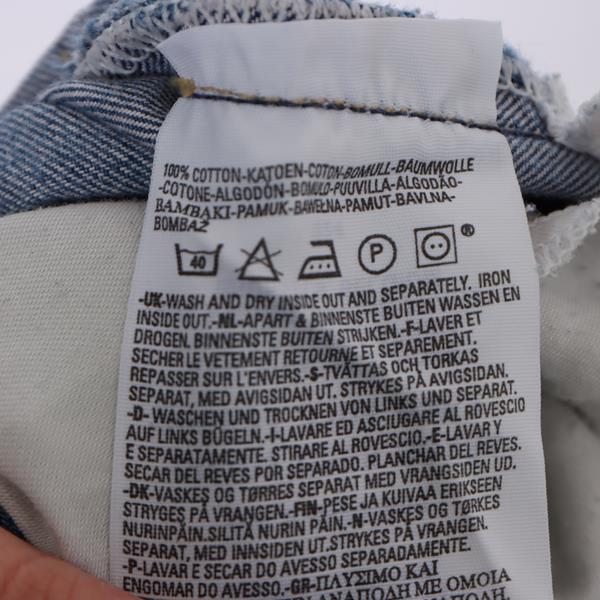 100% COTTON-KATOEN-COTON-BOMULL-BAUMWOLLE
-COTONE-ALGODÓN-BOMULD-PUUVILLA-ALGODÃO-
BAMBAKI-PAMUK-BAWEŁNA-PAMUT-BAVLNA-
BOMBAŽ
40 P ®
-UK-WASH AND DRY INSIDE OUT AND SEPARATELY. IRON
INSIDE OUT.-NL-APART & BINNENSTE BUITEN WASSEN EN
DROGEN. BINNENSTE BUITEN STRIJKEN.-F-LAVER ET
SECHER LE VETEMENT RETOURNE ET SEPAREMENT.
REPASSER SUR L'ENVERS.-S-TVÄTTAS OCH TORKAS
SEPARAT, MED AVIGSIDAN UT. STRYKES PÅ AVIGSIDAN.
-D- WASCHEN UND TROCKNEN VON LINKS UND SEPARAT.
AUF LINKS BÜGELN.-I-LAVARE ED ASCIUGARE AL ROVESCIO
E SEPARATAMENTE. STIRARE AL ROVESCIO.-E-LAVAR Y
SECAR DEL REVES POR SEPARADO. PLANCHAR DEL REVES.
-DK-VASKES OG TØRRES SEPARAT MED VRANGSIDEN UD.
STRYGES PÅ VRANGEN.-FIN-PESE JA KUIVAA ERIKSEEN
NURINPÄIN.SILITÄ NURIN PÄIN.-N-VASKES OG TØRKES
SEPARAT, MED INNSIDEN UT.STRYKES PÅ VRANGEN.
-P-LAVAR E SECAR DO AVESSO SEPARADAMENTE.
ENGOMAR DO AVESSO.-GR-ΠΛΥΣΙΜΟ ΚΑΙ
ΑΝΑΠΟΔΗ ΜΕ ΟΜΟΙΑ